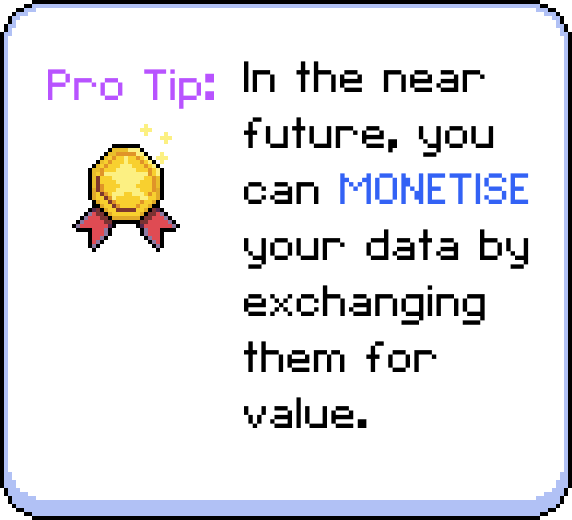 Pro Tip:
In the near
future, you
can MONETISE
your data by
exchanging
them for
value.